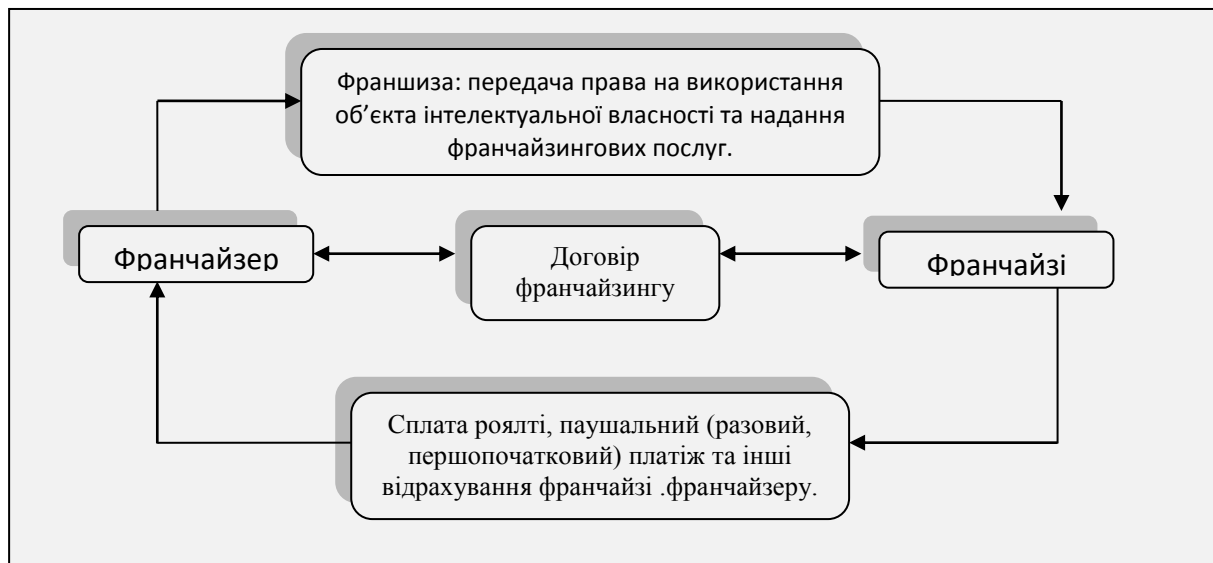 Франшиза: передача права на використання
об’єкта інтелектуальної власності та надання
франчайзингових послуг.
Франчайзер
Договір
франчайзингу
Франчайзі
Сплата роялті, паушальний (разовий,
першопочатковий) платіж та інші
відрахування франчайзі .франчайзеру.